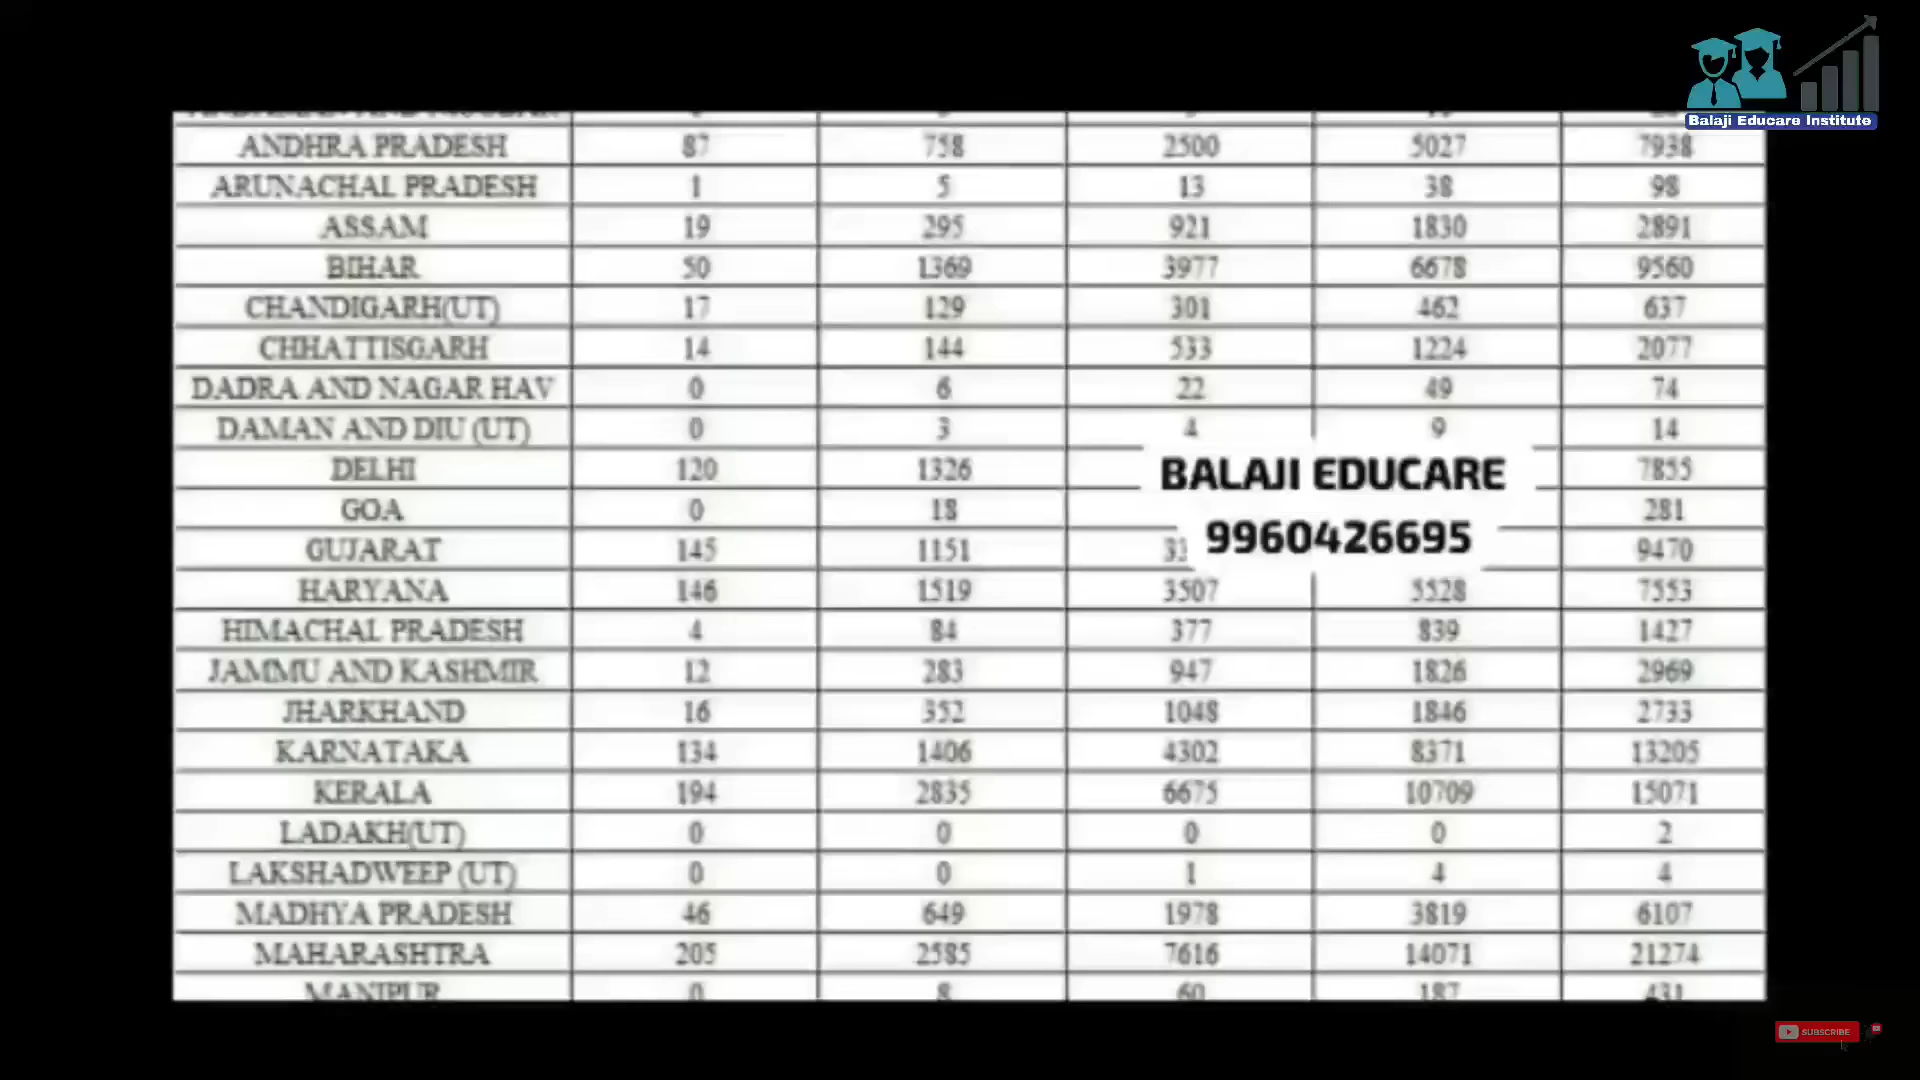 Balaji Educare Institute
ANDHRA PRADESH 87 758 2500 5027 7938
ARUNACHAL PRADESH 1 5 13 38 98
ASSAM 19 295 921 1830 2891
BIHAR 50 1369 3977 6678 9560
CHANDIGARH(UT) 17 129 301 462 637
CHHATTISGARH 14 144 533 1224 2077
DADRA AND NAGAR HAV 0 6 22 49 74
DAMAN AND DIU (UT) 0 3 4 9 14
DELHI 120 1326 7855
BALAJI EDUCARE
GOA 0 18 281
9960426695
GUJARAT 145 1151 9470
HARYANA 146 1519 3507 5528 7553
HIMACHAL PRADESH 4 84 377 839 1427
JAMMU AND KASHMIR 12 283 947 1826 2969
JHARKHAND 16 352 1048 1846 2733
KARNATAKA 134 1406 4302 8371 13205
KERALA 194 2835 6675 10709 15071
LADAKH(UT) 0 0 0 0 2
LAKSHADWEEP (UT) 0 0 1 4 4
MADHYA PRADESH 46 649 1978 3819 6107
MAHARASHTRA 205 2585 7616 14071 21274
MANIPUR 0 8 60 187 431
SUBSCRIBE